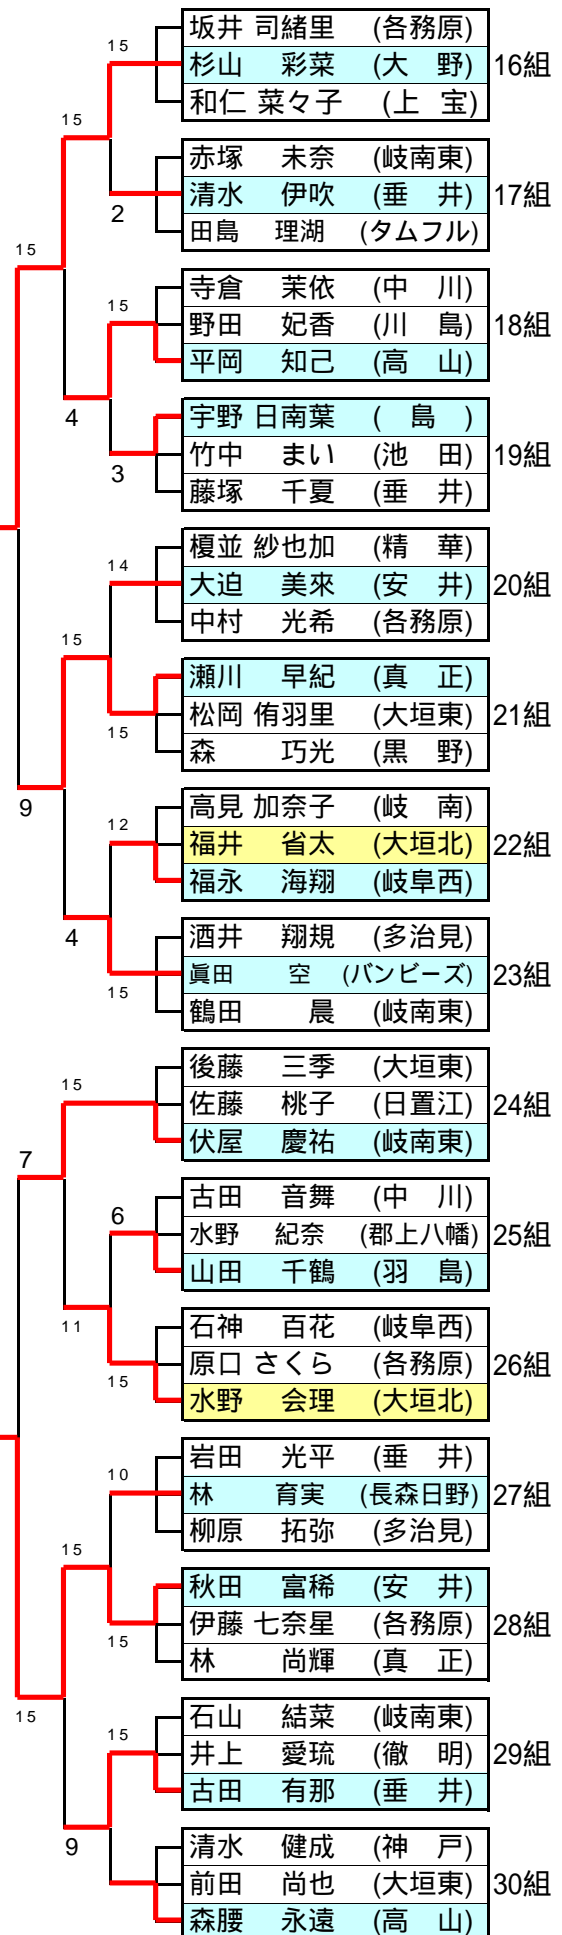 15
坂井 司緒里 (各務原)
杉山 彩菜 (大 野) 16組
和仁 菜々子 (上 宝)
15
赤塚 未奈 (岐南東)
清水 伊吹 (垂 井) 17組
2
田島 理湖 (タムフル)
15
15
寺倉 茉依 (中 川)
野田 妃香 (川 島) 18組
平岡 知己 (高 山)
4
宇野 日南葉 ( 島 )
竹中 まい (池 田) 19組
3
藤塚 千夏 (垂 井)
14
榎並 紗也加 (精 華)
大迫 美來 (安 井) 20組
中村 光希 (各務原)
15
瀬川 早紀 (真 正)
松岡 侑羽里 (大垣東) 21組
15
森 巧光 (黒 野)
9
12
高見 加奈子 (岐 南)
福井 省太 (大垣北) 22組
福永 海翔 (岐阜西)
4
酒井 翔規 (多治見)
眞田 空 (バンビーズ) 23組
15
鶴田 晨 (岐南東)
15
後藤 三季 (大垣東)
佐藤 桃子 (日置江) 24組
伏屋 慶祐 (岐南東)
7
6
古田 音舞 (中 川)
水野 紀奈 (郡上八幡) 25組
山田 千鶴 (羽 島)
11
石神 百花 (岐阜西)
原口 さくら (各務原) 26組
15
水野 会理 (大垣北)
10
岩田 光平 (垂 井)
林 育実 (長森日野) 27組
柳原 拓弥 (多治見)
15
秋田 富稀 (安 井)
伊藤 七奈星 (各務原) 28組
15
林 尚輝 (真 正)
15
15
石山 結菜 (岐南東)
井上 愛琉 (徹 明) 29組
古田 有那 (垂 井)
9
清水 健成 (神 戸)
前田 尚也 (大垣東) 30組
森腰 永遠 (高 山)